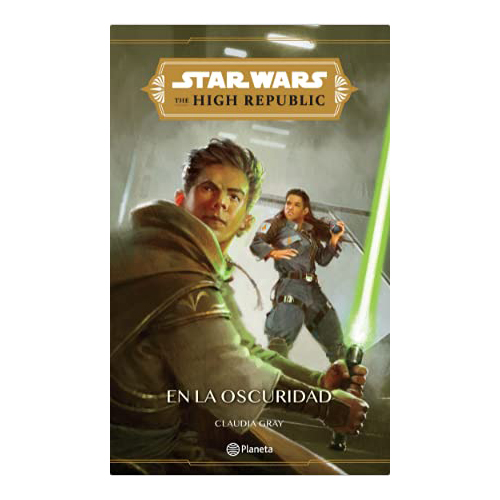 STAR WARS
THE HIGH REPUBLIC
EN LA OSCURIDAD
CLAUDIA GRAY
Planeta